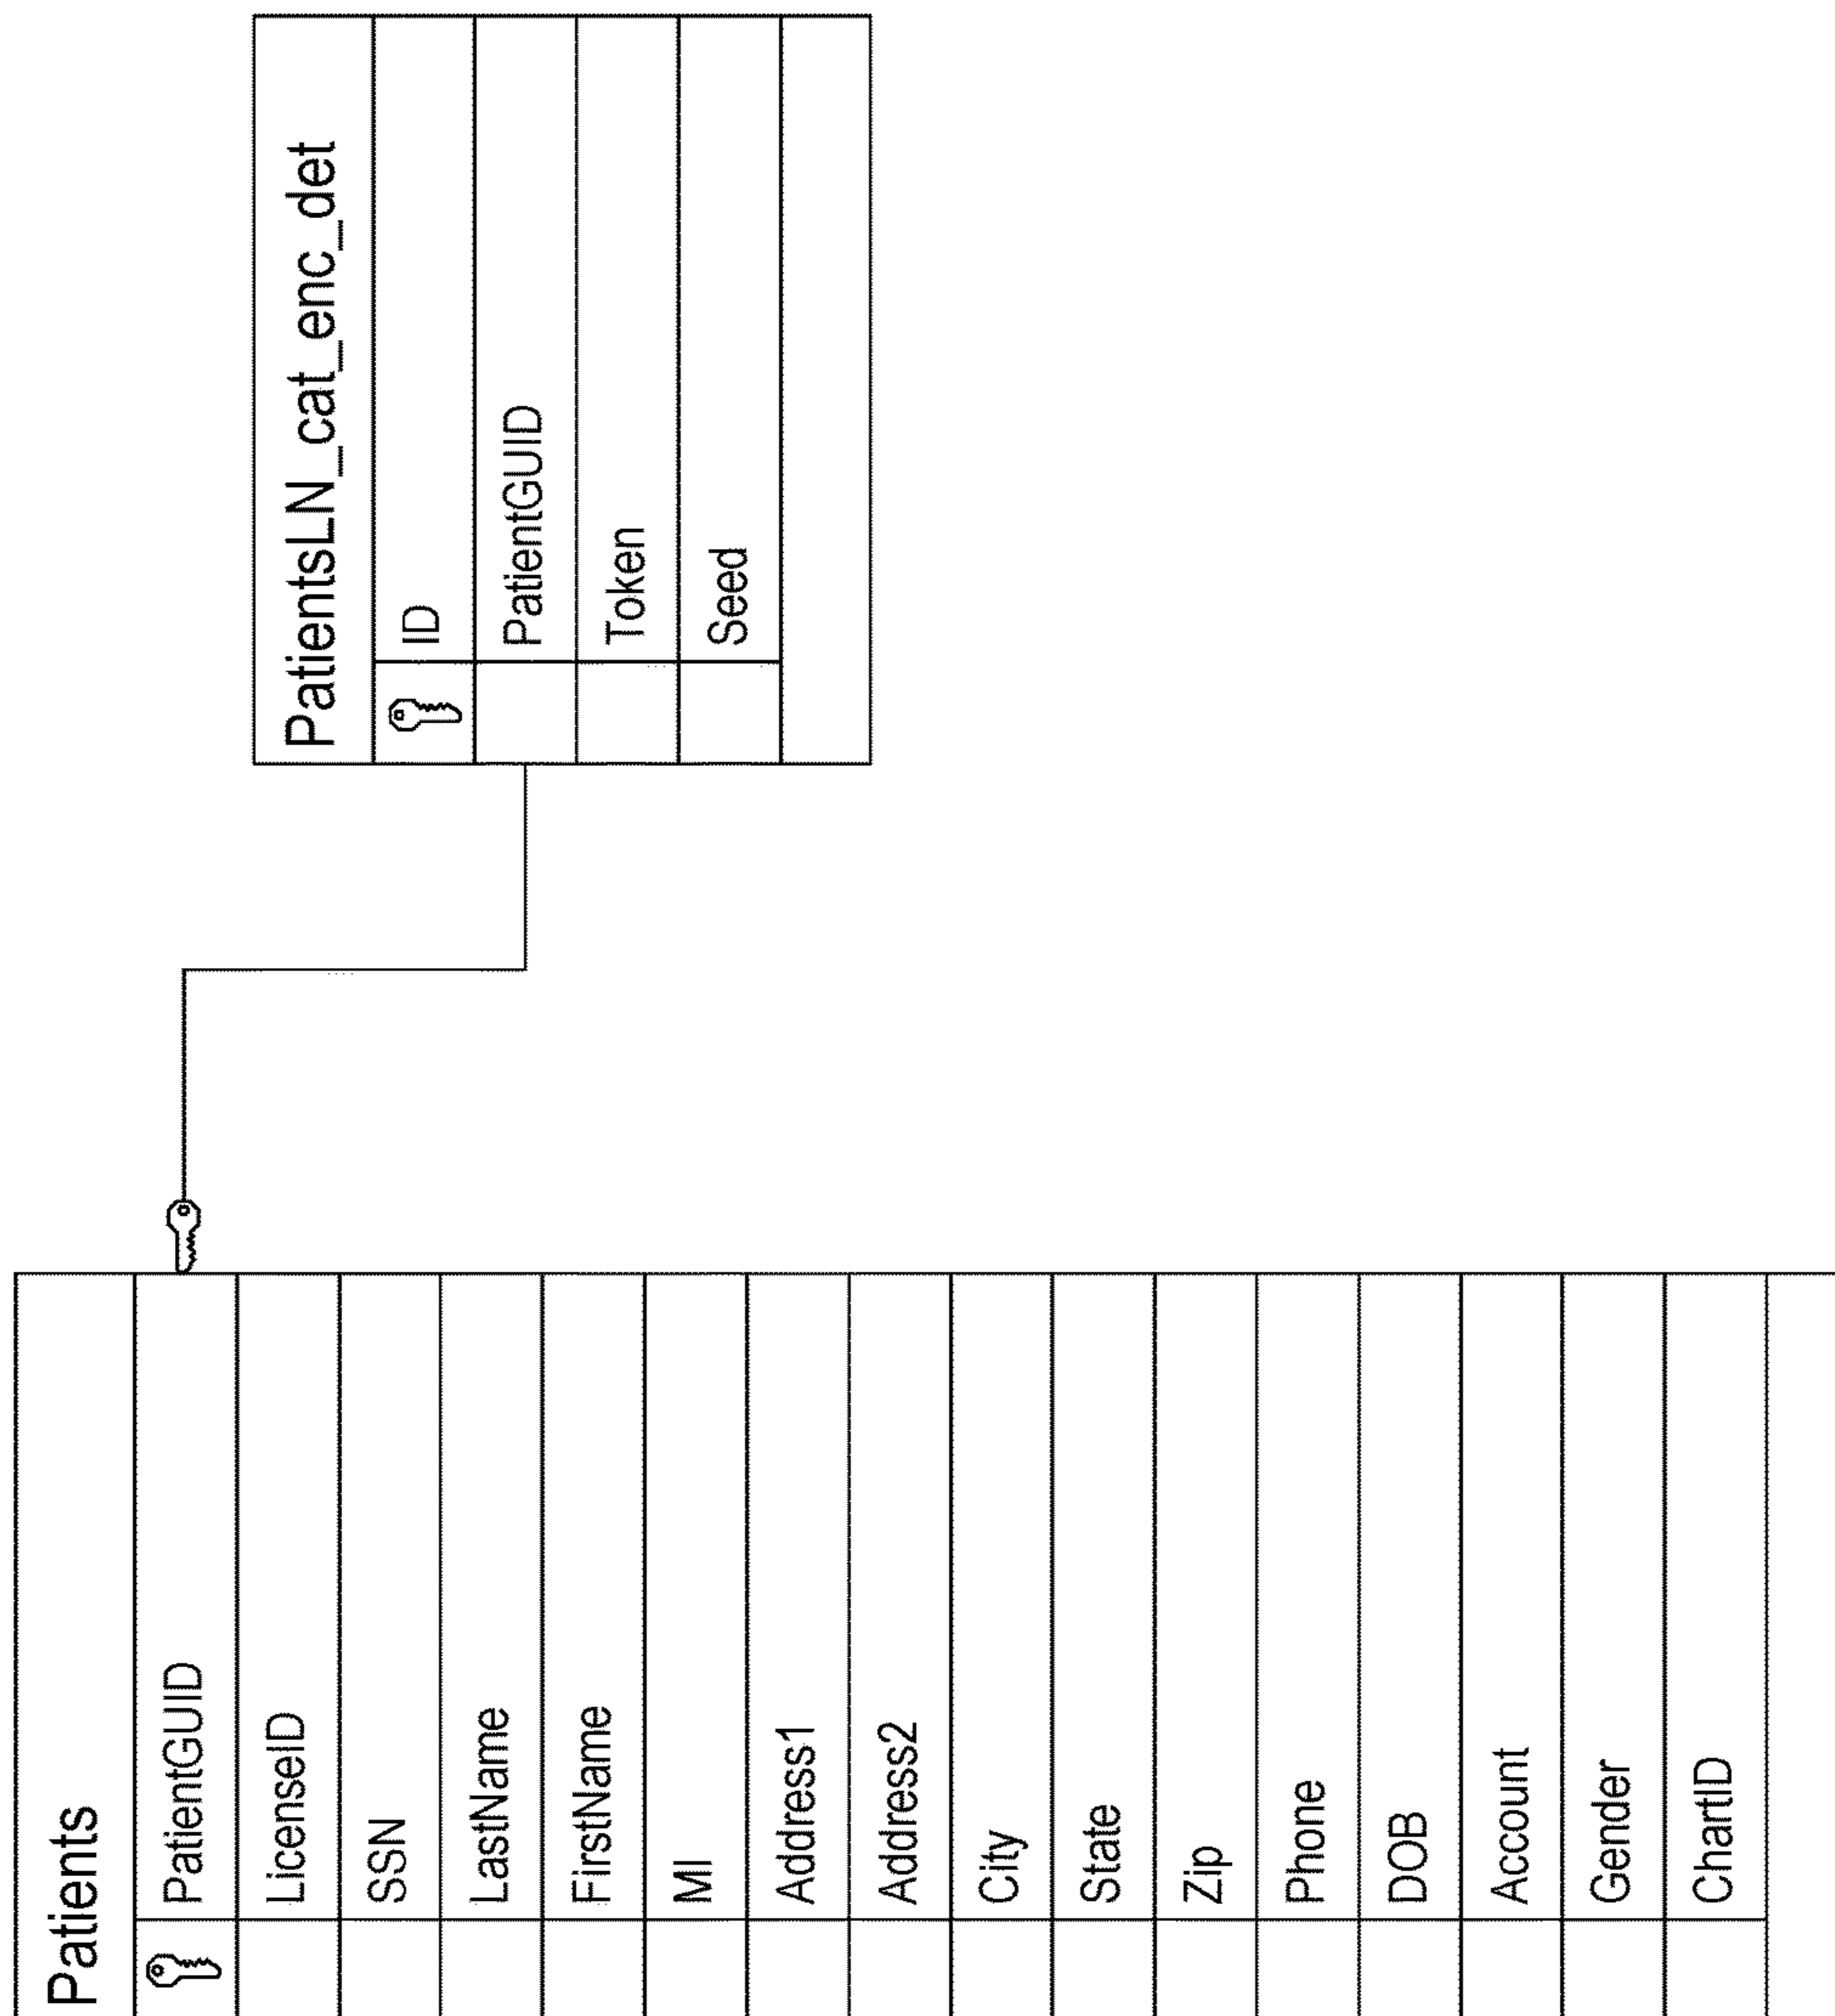 Patients
PatientGUID
LicenseID
SSN
LastName
FirstName
MI
Address1
Address2
City
State
Zip
Phone
DOB
Account
Gender
ChartID
PatientsLN_cat_enc_det
ID
PatientGUID
Token
Seed